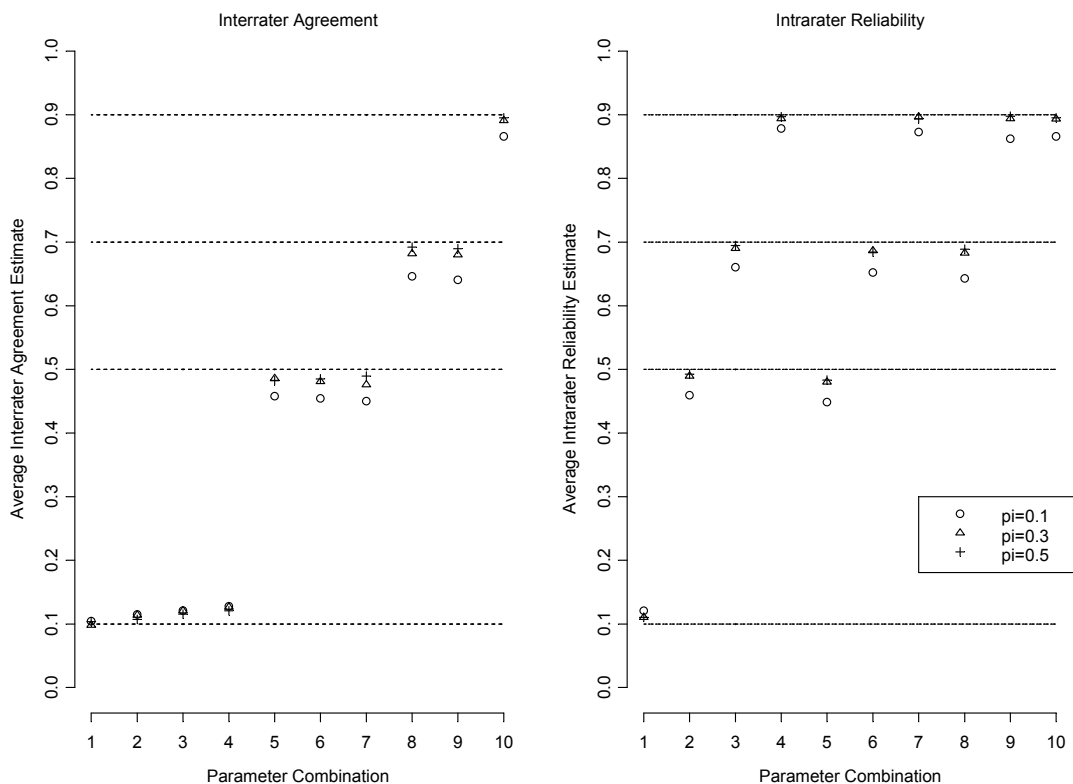 Interrater Agreement
Average Interrater Agreement Estimate
1.0
0.9
0.8
0.7
0.6
0.5
0.4
0.3
0.2
0.1
0.0
1 2 3 4 5 6 7 8 9 10
Parameter Combination
Intrarater Reliability
Average Intrarater Reliability Estimate
1.0
0.9
0.8
0.7
0.6
0.5
0.4
0.3
0.2
0.1
0.0
pi=0.1
pi=0.3
pi=0.5
1 2 3 4 5 6 7 8 9 10
Parameter Combination